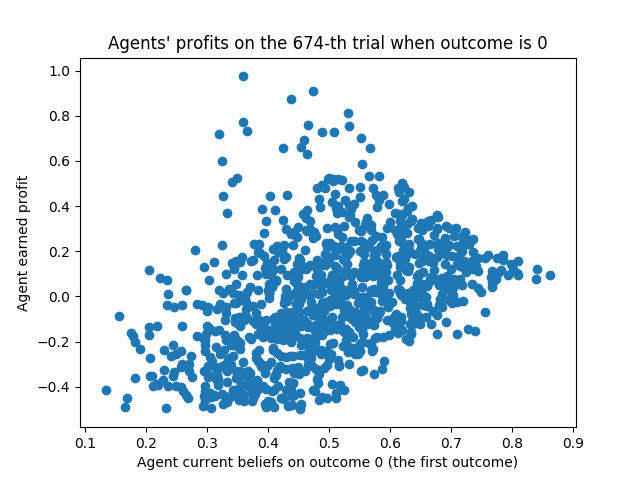 Agents' profits on the 674-th trial when outcome is 0
1.0
0.8
0.6
0.4
0.2
0.0
−0.2
−0.4
Agent earned profit
0.1 0.2 0.3 0.4 0.5 0.6 0.7 0.8 0.9
Agent current beliefs on outcome 0 (the first outcome)